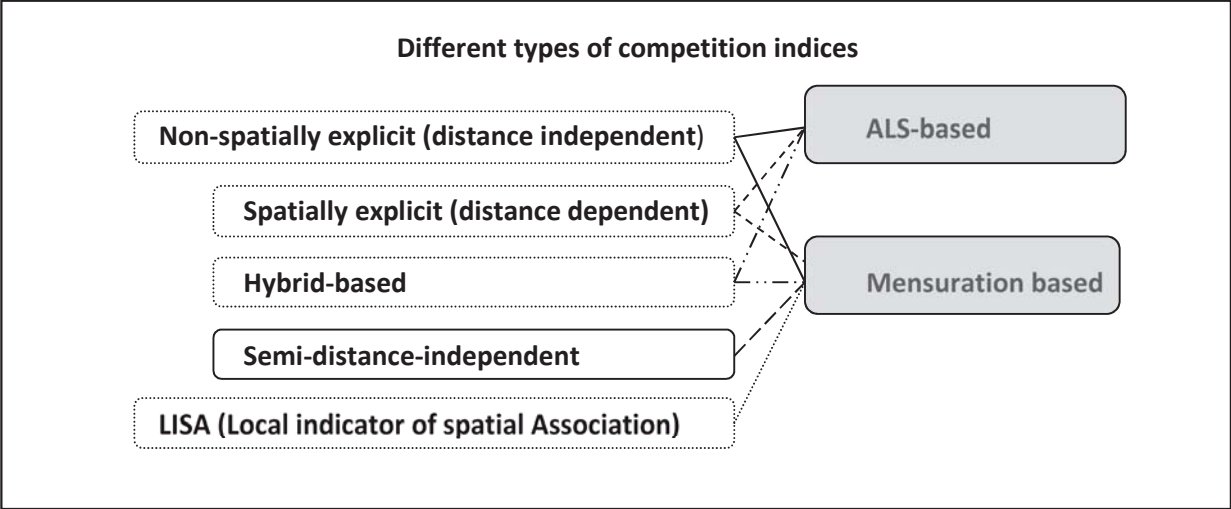 Different types of competition indices
Non-spatially explicit (distance independent)
ALS-based
Spatially explicit (distance dependent)
Hybrid-based
Mensuration based
Semi-distance-independent
LISA (Local indicator of spatial Association)